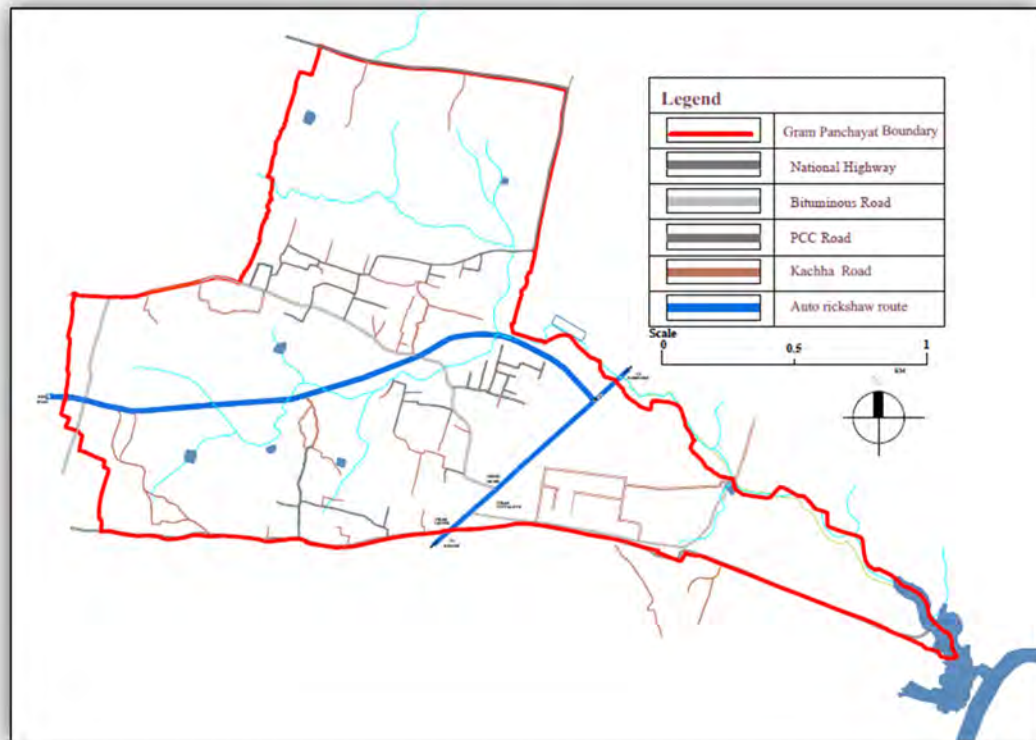 Legend
Gram Panchayat Boundary
National Highway
Bituminous Road
PCC Road
Kachha Road
Auto rickshaw route
Scale
0
0.5
1
KM